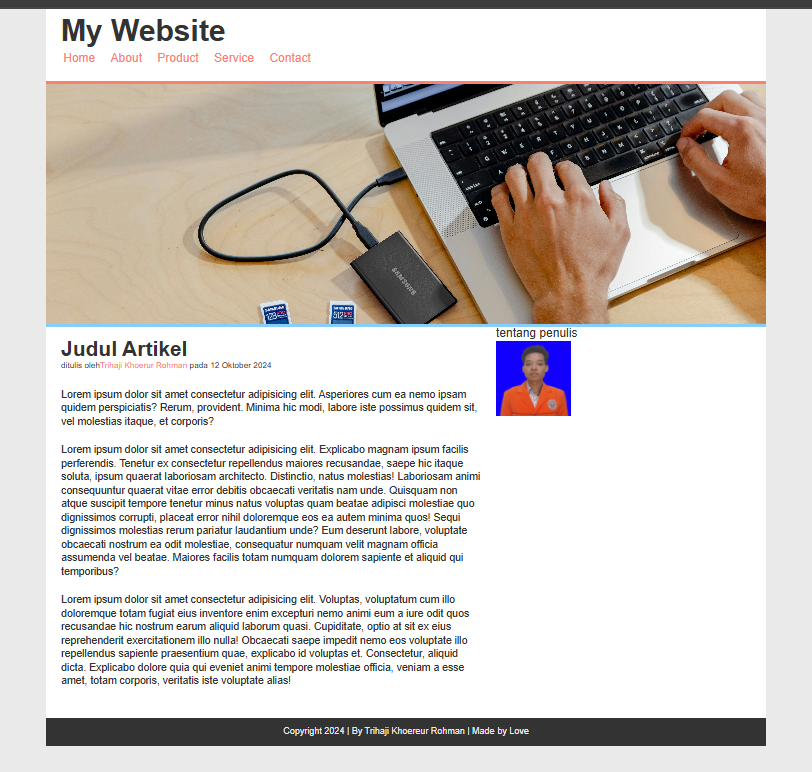 My Website
Home About Product Service Contact
SAMSUNG
128
512
Judul Artikel
tentang penulis
ditulis olehTrihaji Khoerur Rohman pada 12 Oktober 2024
Lorem ipsum dolor sit amet consectetur adipisicing elit. Asperiores cum ea nemo ipsam
quidem perspiciatis? Rerum, provident. Minima hic modi, labore iste possimus quidem sit,
vel molestias itaque, et corporis?
Lorem ipsum dolor sit amet consectetur adipisicing elit. Explicabo magnam ipsum facilis
perferendis. Tenetur ex consectetur repellendus maiores recusandae, saepe hic itaque
soluta, ipsum quaerat laboriosam architecto. Distinctio, natus molestias! Laboriosam animi
consequuntur quaerat vitae error debitis obcaecati veritatis nam unde. Quisquam non
atque suscipit tempore tenetur minus natus voluptas quam beatae adipisci molestiae quo
dignissimos corrupti, placeat error nihil doloremque eos ea autem minima quos! Sequi
dignissimos molestias rerum pariatur laudantium unde? Eum deserunt labore, voluptate
obcaecati nostrum ea odit molestiae, consequatur numquam velit magnam officia
assumenda vel beatae. Maiores facilis totam numquam dolorem sapiente et aliquid qui
temporibus?
Lorem ipsum dolor sit amet consectetur adipisicing elit. Voluptas, voluptatum cum illo
doloremque totam fugiat eius inventore enim excepturi nemo animi eum a iure odit quos
recusandae hic nostrum earum aliquid laborum quasi. Cupiditate, optio at sit ex eius
reprehenderit exercitationem illo nulla! Obcaecati saepe impedit nemo eos voluptate illo
repellendus sapiente praesentium quae, explicabo id voluptas et. Consectetur, aliquid
dicta. Explicabo dolore quia qui eveniet animi tempore molestiae officia, veniam a esse
amet, totam corporis, veritatis iste voluptate alias!
Copyright 2024 | By Trihaji Khoereur Rohman | Made by Love